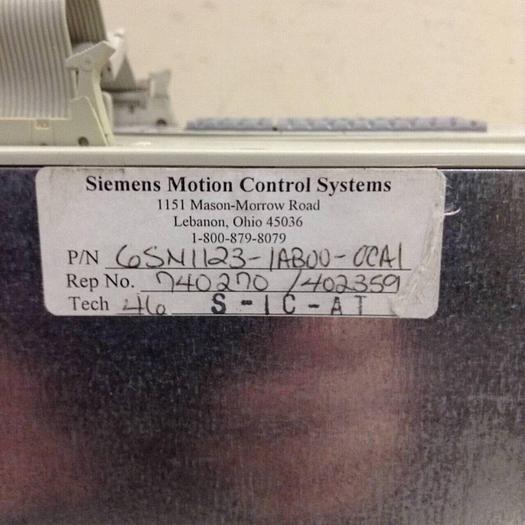 Siemens Motion Control Systems
1151 Mason-Morrow Road
Lebanon, Ohio 45036
1-800-879-8079
P/N 6SN1123-1AB00-0CA1
Rep No. 740270 /402359
Tech 46 S-IC-AT